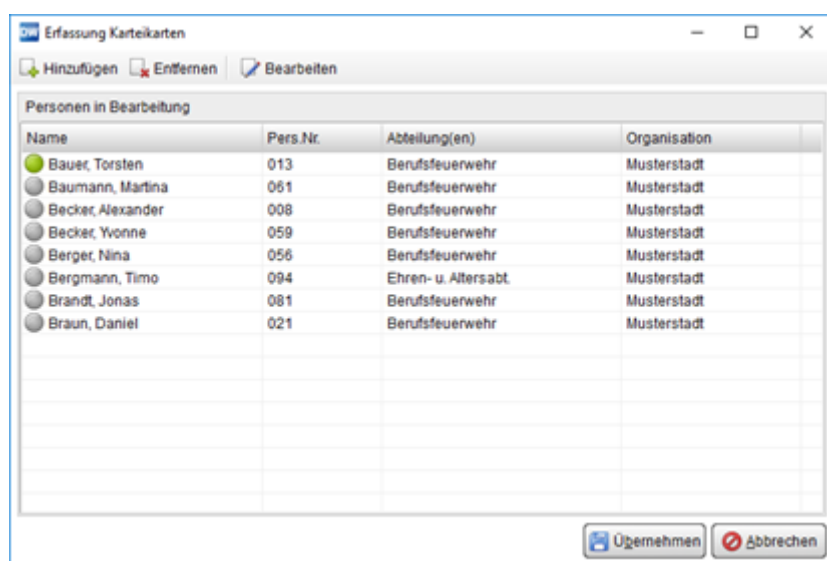 DW Erfassung Karteikarten
Hinzufügen Entfernen Bearbeiten
Personen in Bearbeitung
Name Pers.Nr. Abteilung(en) Organisation
Bauer, Torsten 013 Berufsfeuerwehr Musterstadt
Baumann, Martina 061 Berufsfeuerwehr Musterstadt
Becker, Alexander 008 Berufsfeuerwehr Musterstadt
Becker, Yvonne 059 Berufsfeuerwehr Musterstadt
Berger, Nina 056 Berufsfeuerwehr Musterstadt
Bergmann, Timo 094 Ehren- u. Altersabt. Musterstadt
Brandt, Jonas 081 Berufsfeuerwehr Musterstadt
Braun, Daniel 021 Berufsfeuerwehr Musterstadt
Übernehmen Abbrechen